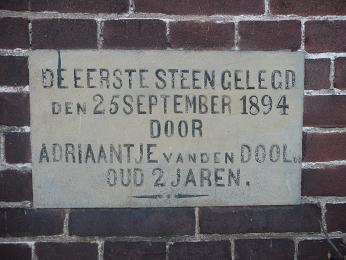 DE EERSTE STEEN GELEGD
DEN 25 SEPTEMBER 1894
DOOR
ADRIAANTJE VAN DEN DOOL.
OUD 2 JAREN.